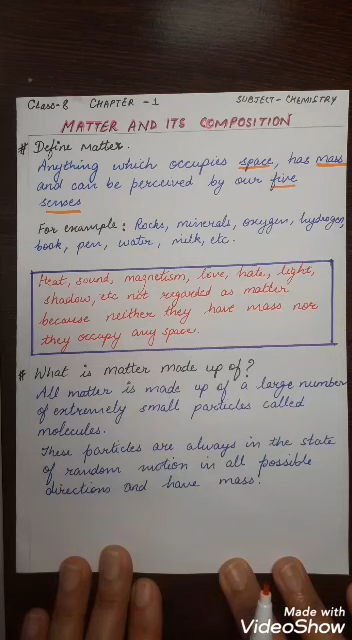 Class-8 CHAPTER -1 SUBJECT- CHEMISTRY
MATTER AND ITS COMPOSITION
# Define Matter.
Anything which occupies space, has mass
and can be perceived by our five
senses
For example: Rocks, minerals, oxygen, hydrogen,
book, pen, water, milk, etc.
Heat, sound, magnetism, love, hate, light,
shadow, etc not regarded as matter
because neither they have mass nor
they occupy any space.
# What is matter made up of?
All matter is made up of a large number
of extremely small particles called
molecules.
These particles are always in the state
of random motion in all possible
directions and have mass.
Made with
VideoShow